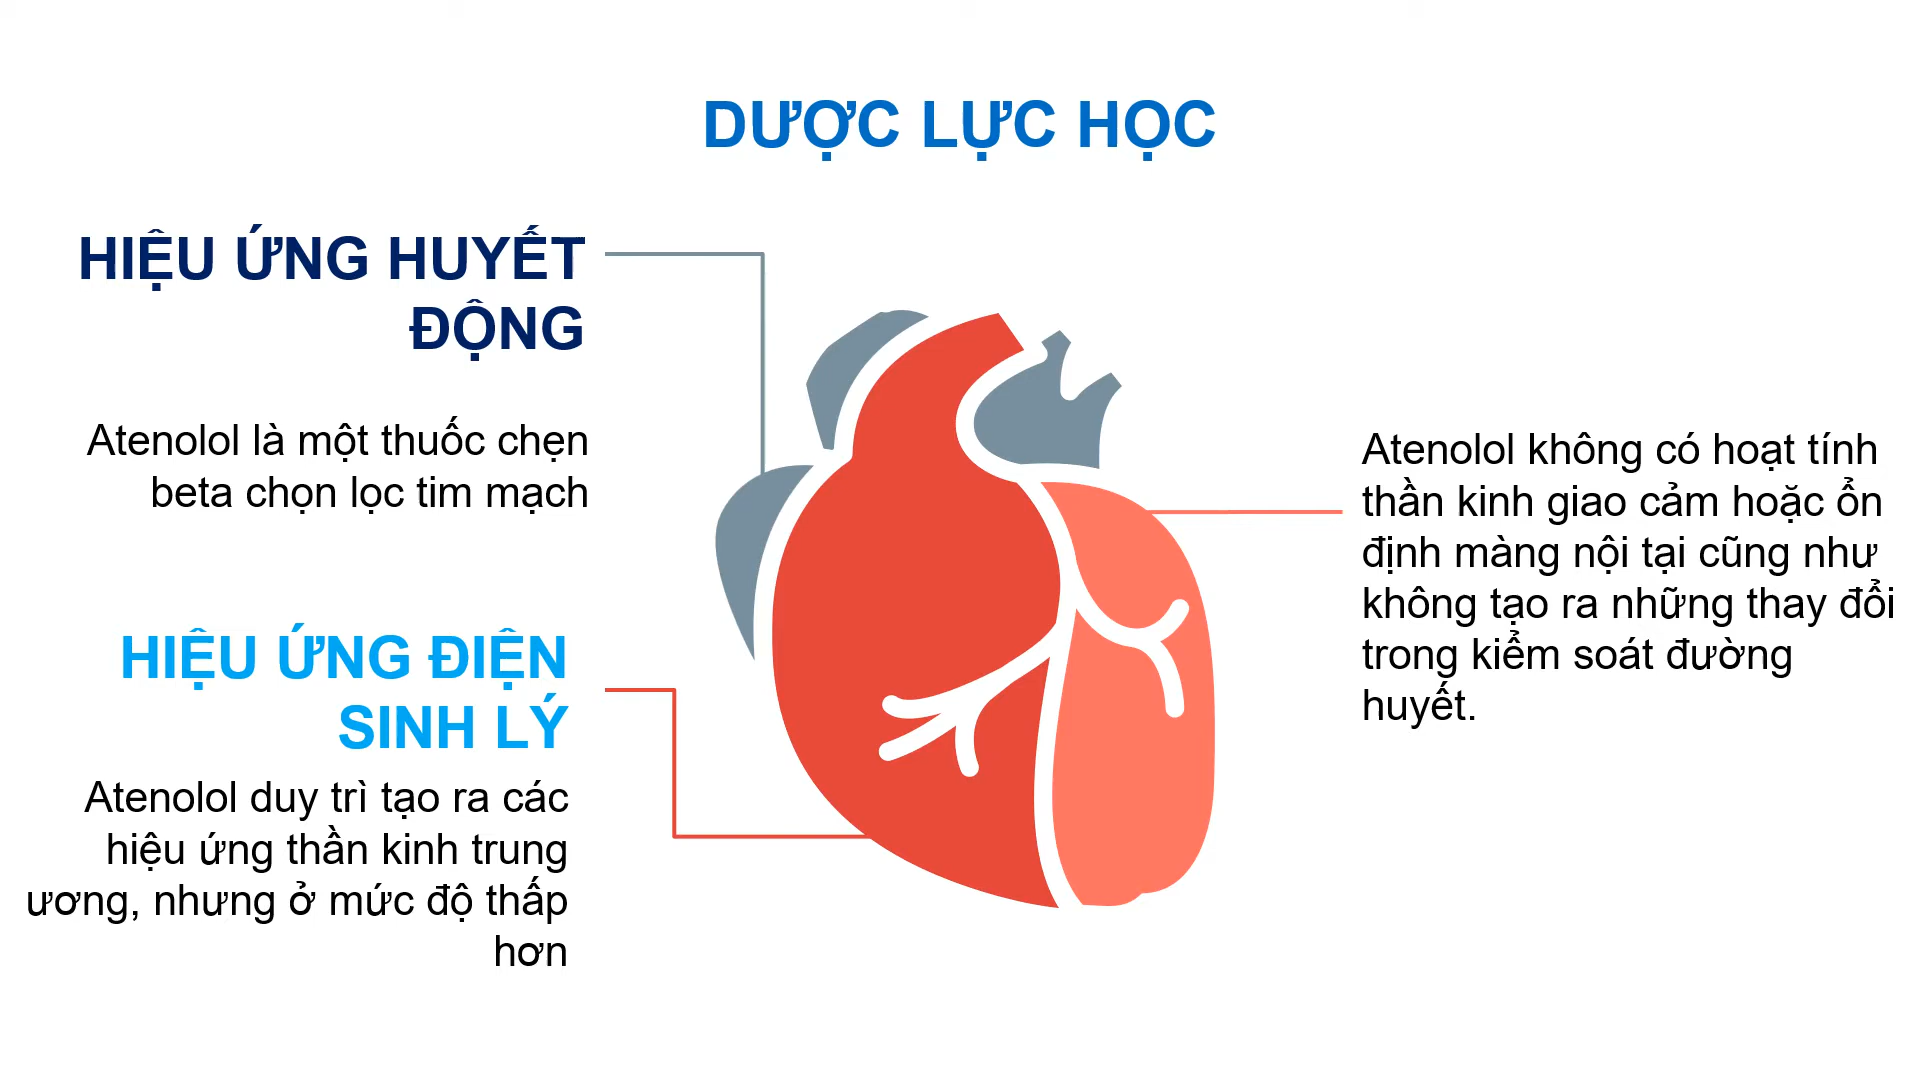 DƯỢC LỰC HỌC
HIỆU ỨNG HUYẾT
ĐỘNG
Atenolol là một thuốc chẹn
beta chọn lọc tim mạch
HIỆU ỨNG ĐIỆN
SINH LÝ
Atenolol duy trì tạo ra các
hiệu ứng thần kinh trung
ương, nhưng ở mức độ thấp
hơn
Atenolol không có hoạt tính
thần kinh giao cảm hoặc ổn
định màng nội tại cũng như
không tạo ra những thay đổi
trong kiểm soát đường
huyết.